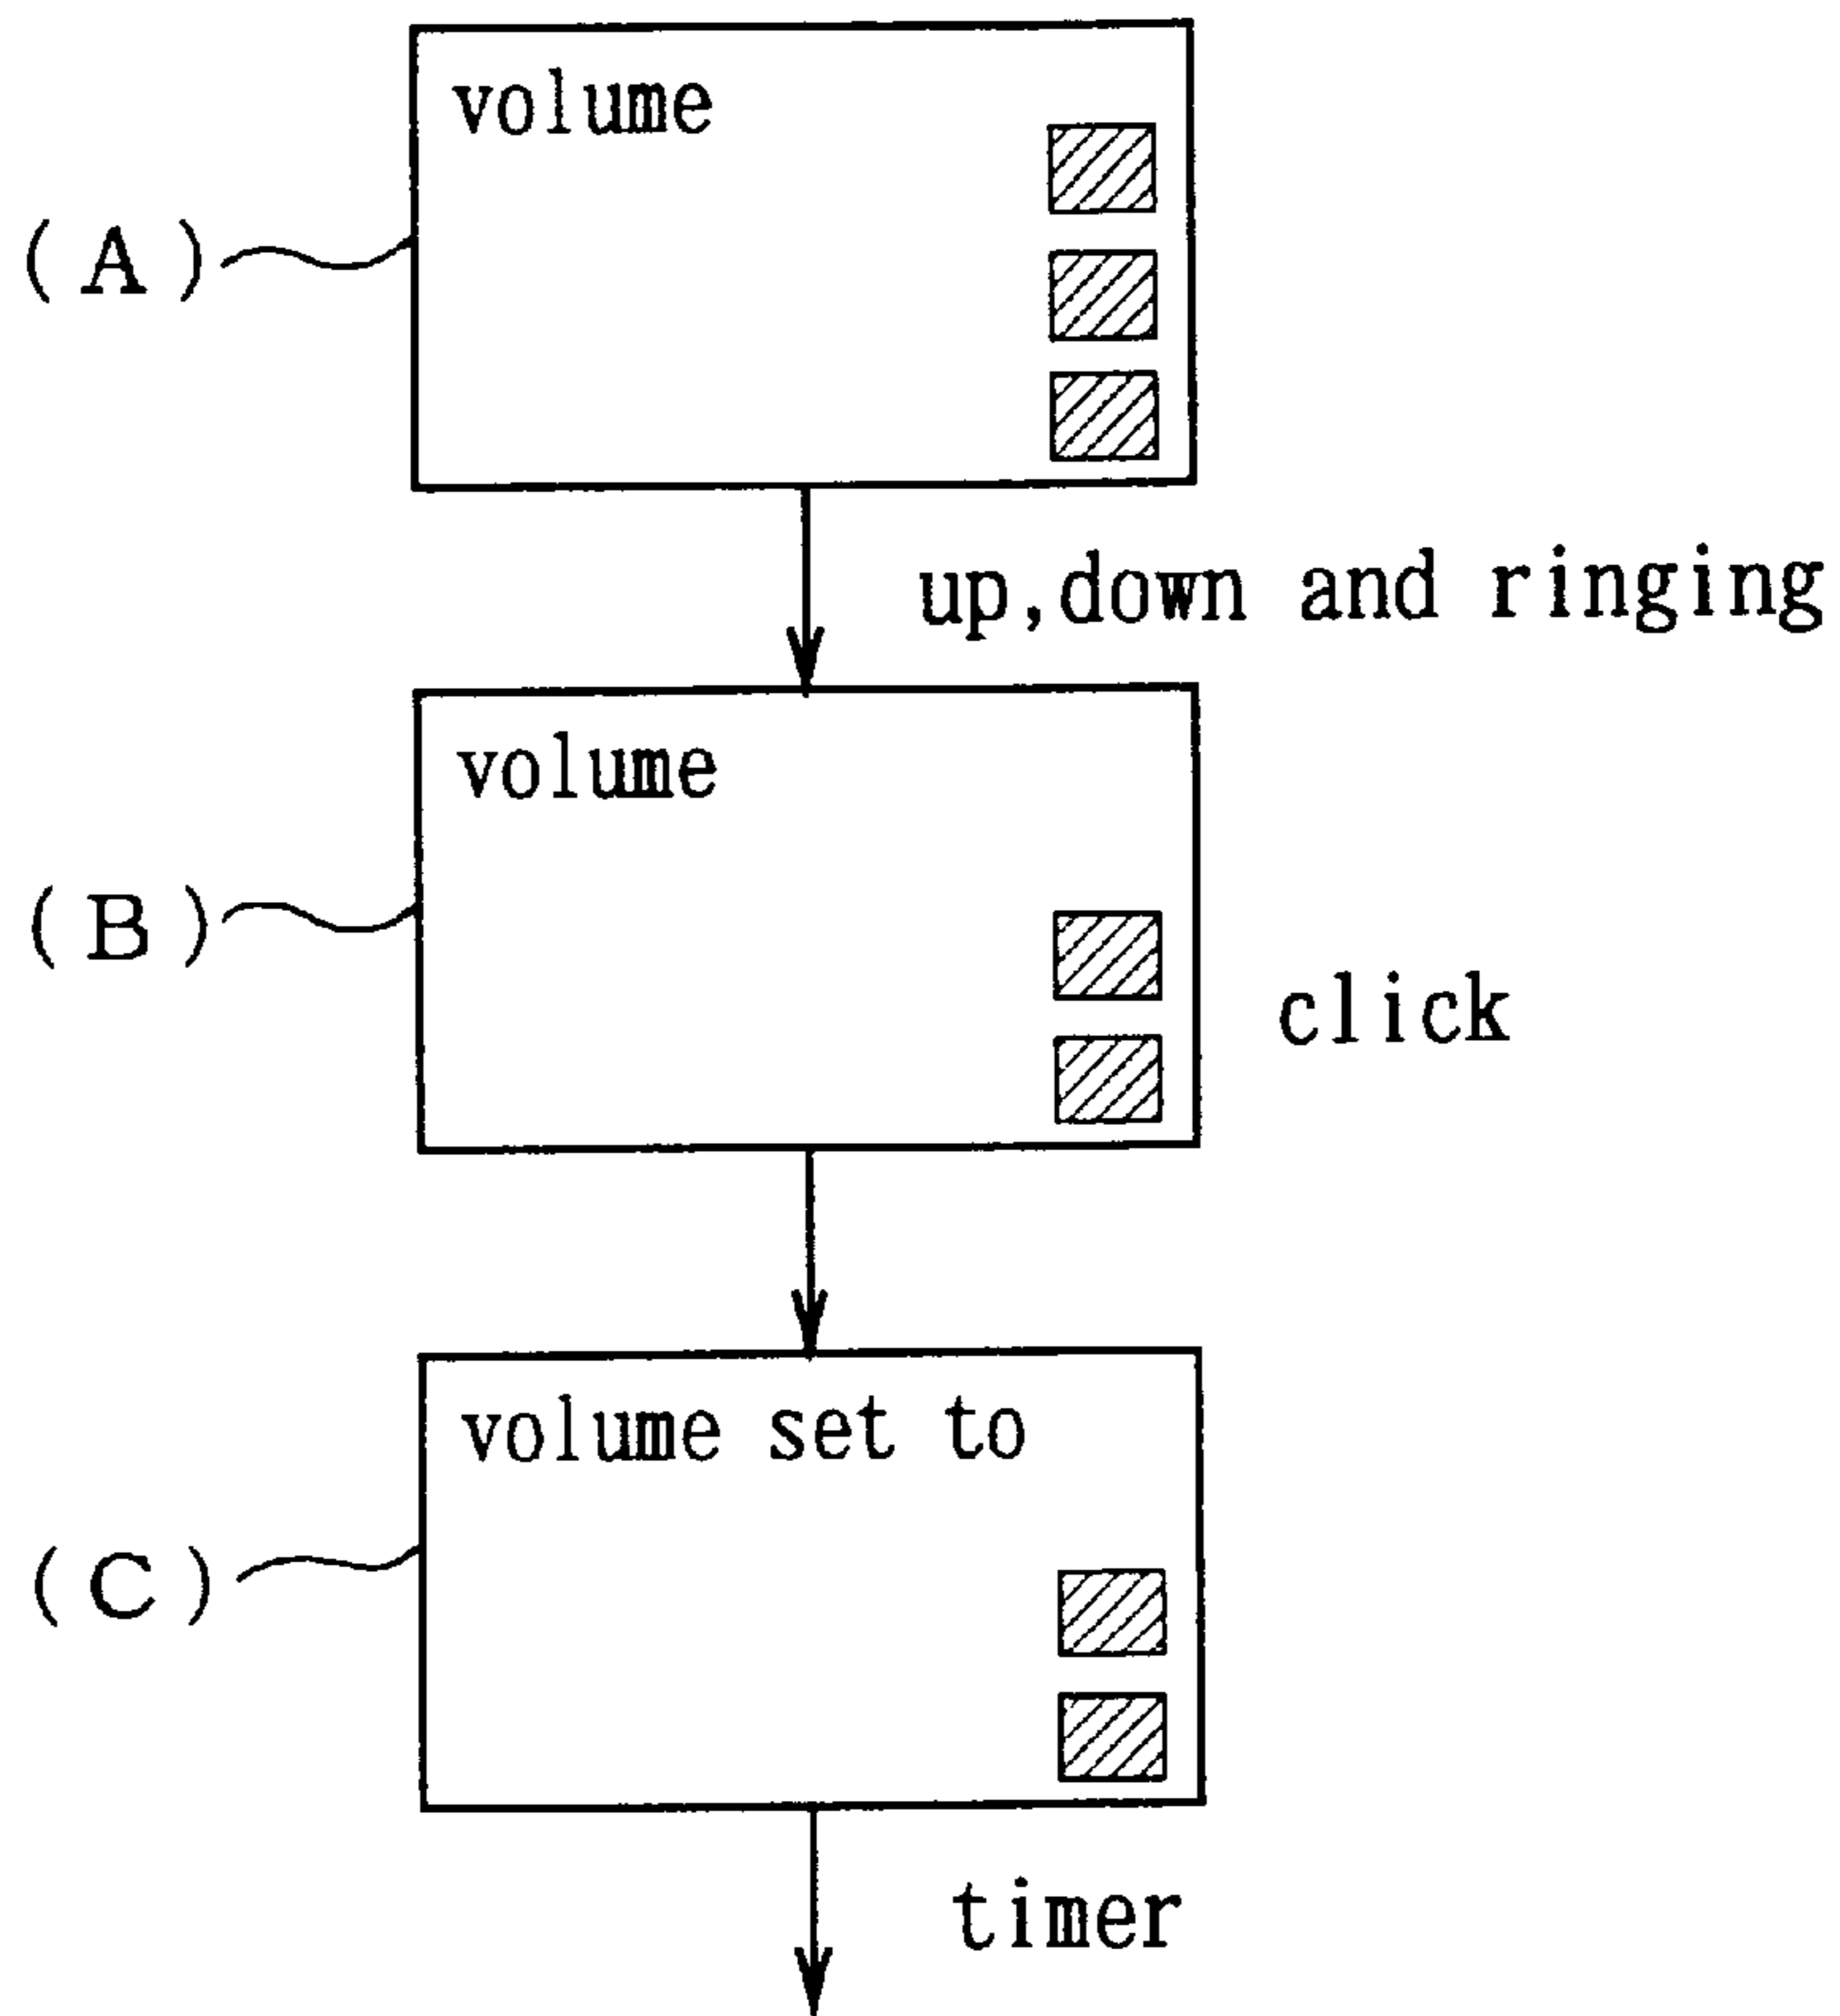 volume
( A )
up,down and ringing
volume
( B )
click
volume set to
( C )
timer